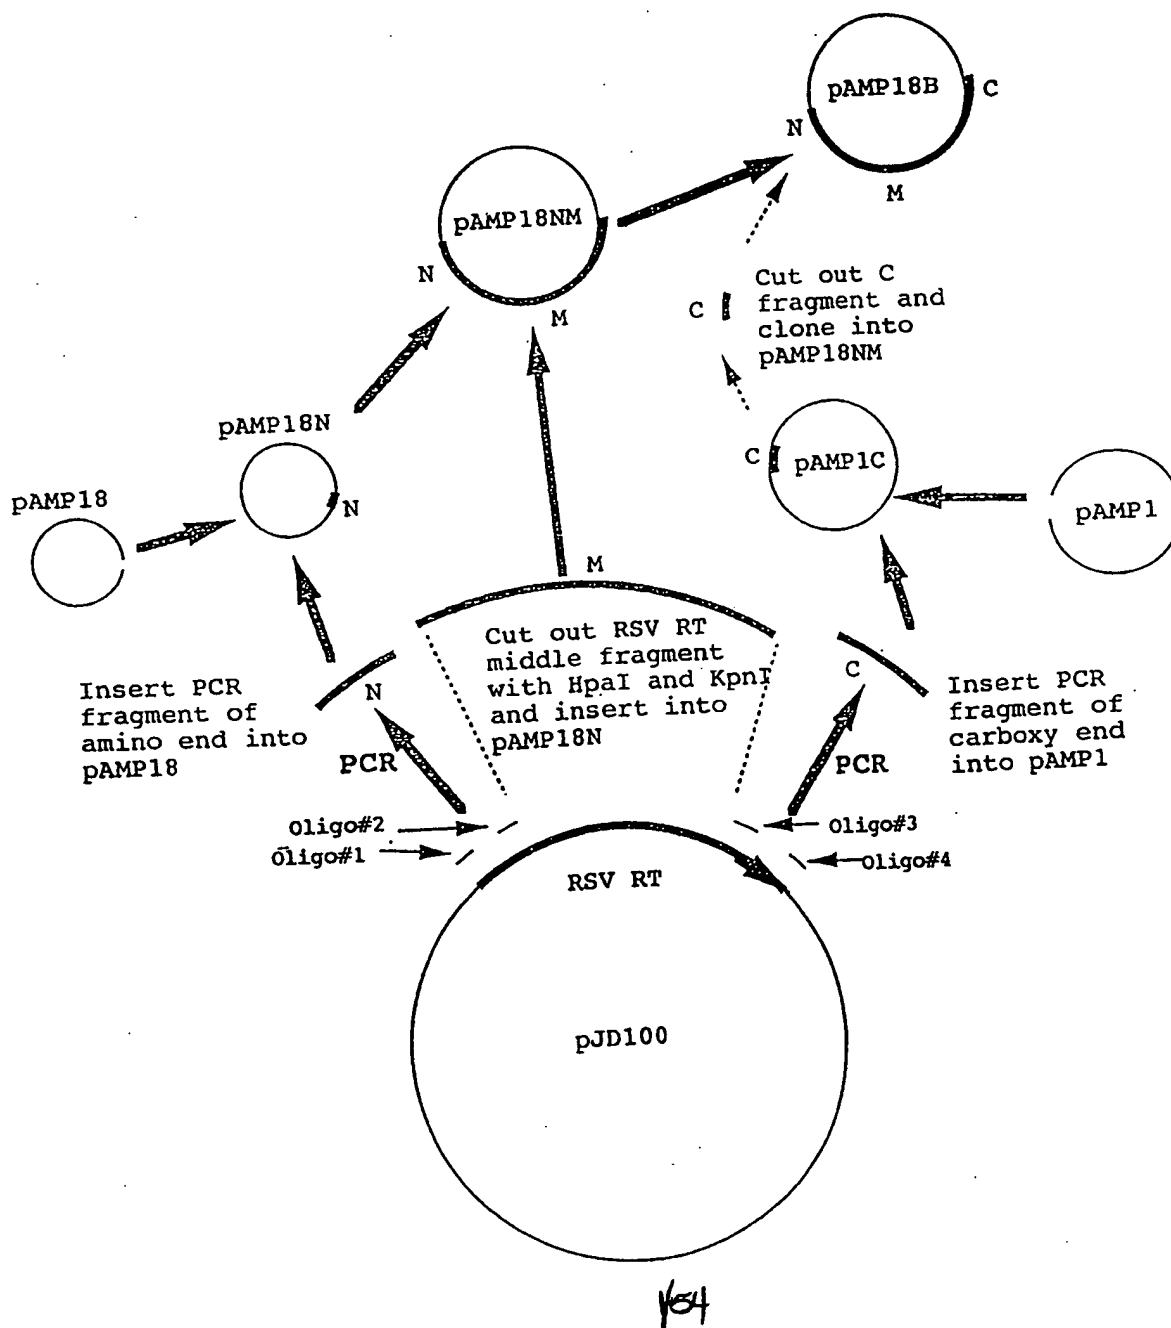 pAMP18B
C
N
M
pAMP18NM
N
M
Cut out C
fragment and
clone into
pAMP18NM
C
pAMP18N
N
pAMP18
C
pAMP1C
pAMP1
M
Cut out RSV RT
middle fragment
with HpaI and KpnI
and insert into
pAMP18N
Insert PCR
fragment of
amino end into
pAMP18
N
PCR
C
PCR
Insert PCR
fragment of
carboxy end
into pAMP1
Oligo#2
Oligo#1
Oligo#3
Oligo#4
RSV RT
pJD100